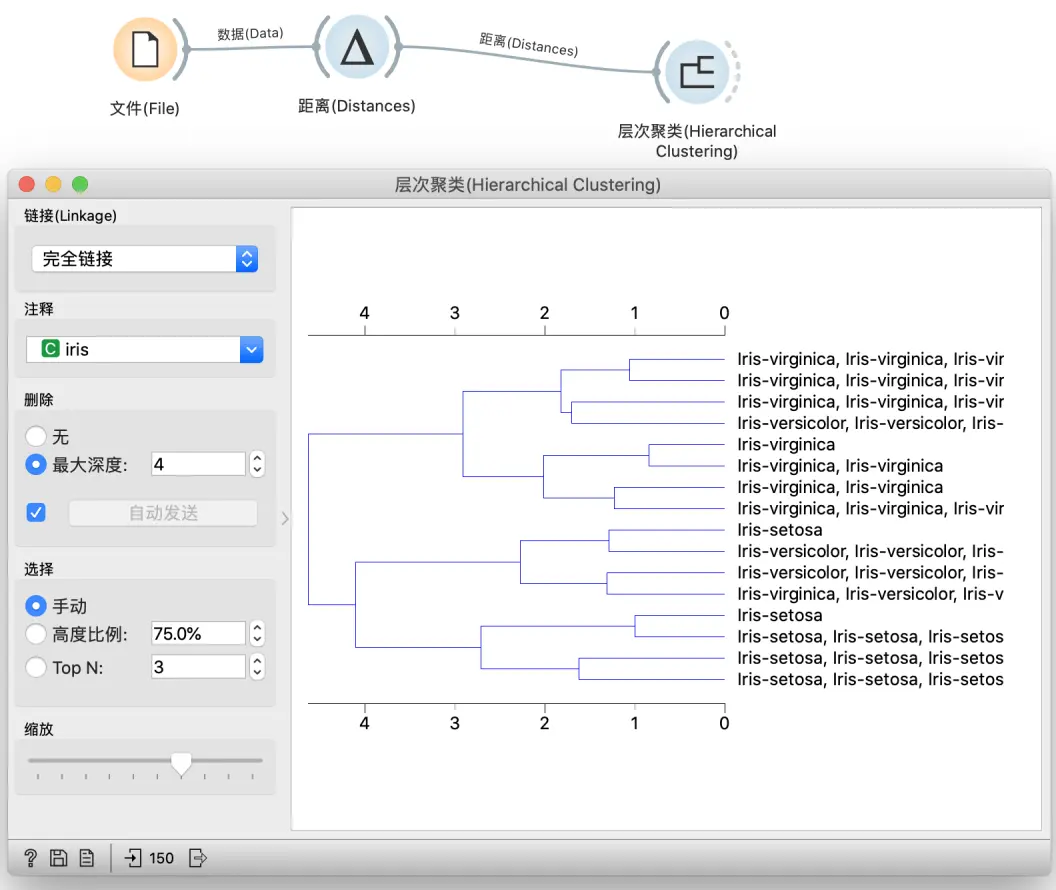 数据(Data)
距离(Distances)
文件(File)
距离(Distances)
层次聚类(Hierarchical
Clustering)
层次聚类(Hierarchical Clustering)
链接(Linkage)
完全链接
注释
C iris
删除
无
最大深度: 4
自动发送
选择
手动
高度比例: 75.0%
Top N: 3
缩放
4 3 2 1 0
Iris-virginica, Iris-virginica, Iris-vir
Iris-virginica, Iris-virginica, Iris-vir
Iris-virginica, Iris-virginica, Iris-vir
Iris-versicolor, Iris-versicolor, Iris-
Iris-virginica
Iris-virginica, Iris-virginica
Iris-virginica, Iris-virginica
Iris-virginica, Iris-virginica, Iris-vir
Iris-setosa
Iris-versicolor, Iris-versicolor, Iris-
Iris-versicolor, Iris-versicolor, Iris-
Iris-virginica, Iris-versicolor, Iris-v
Iris-setosa
Iris-setosa, Iris-setosa, Iris-setos
Iris-setosa, Iris-setosa, Iris-setos
Iris-setosa, Iris-setosa, Iris-setos
4 3 2 1 0
? 150